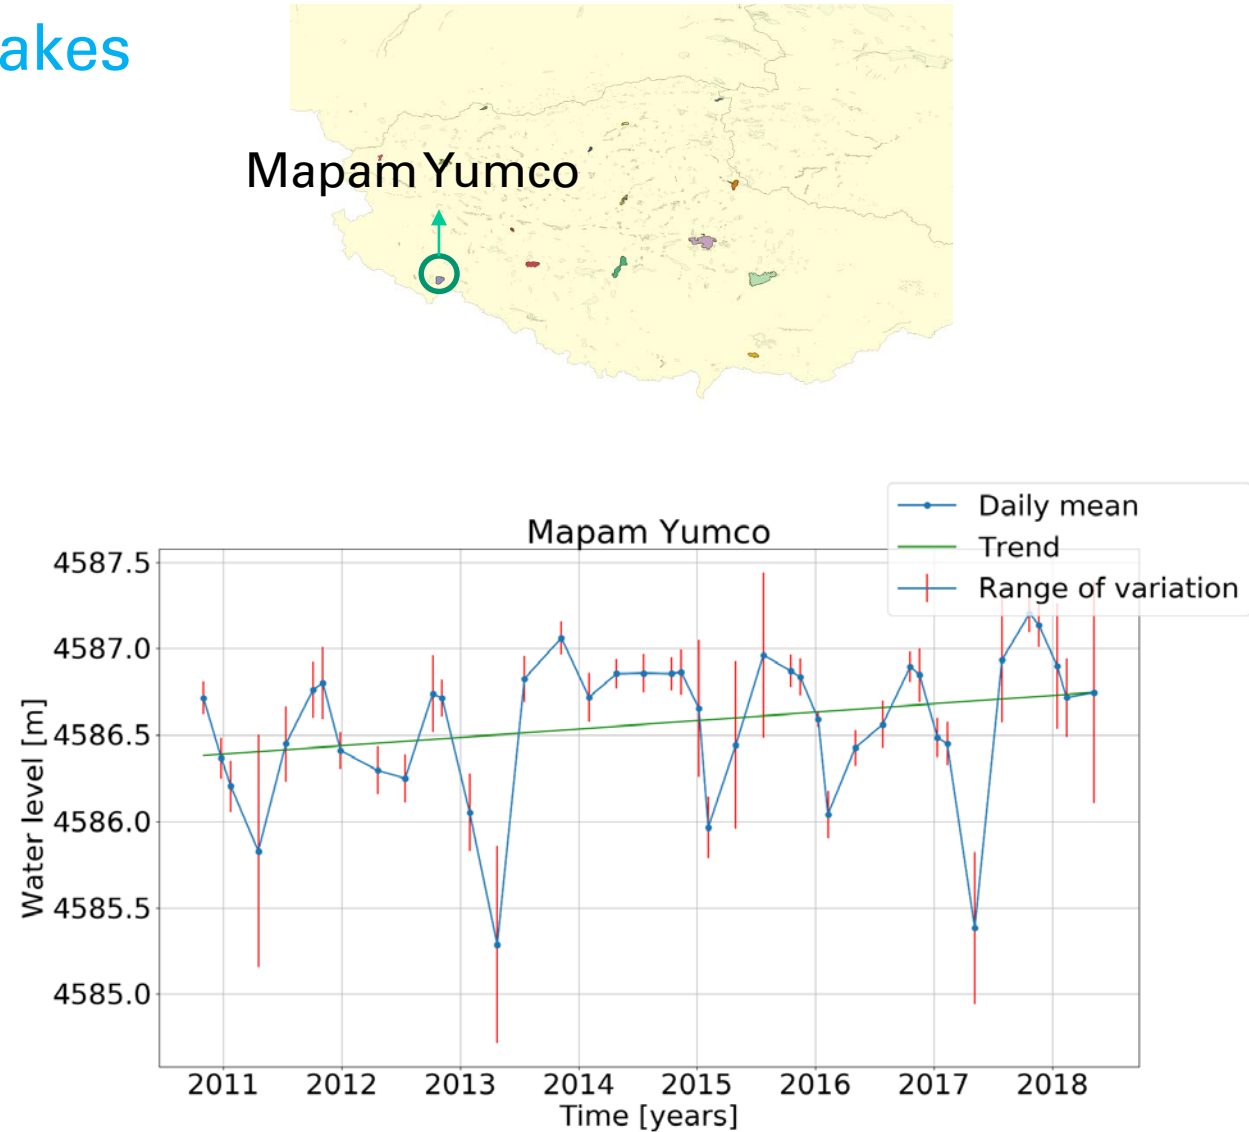 akes
Mapam Yumco
Mapam Yumco
Daily mean
Trend
Range of variation
4587.5
4587.0
4586.5
4586.0
4585.5
4585.0
Water level [m]
2011 2012 2013 2014 2015 2016 2017 2018
Time [years]